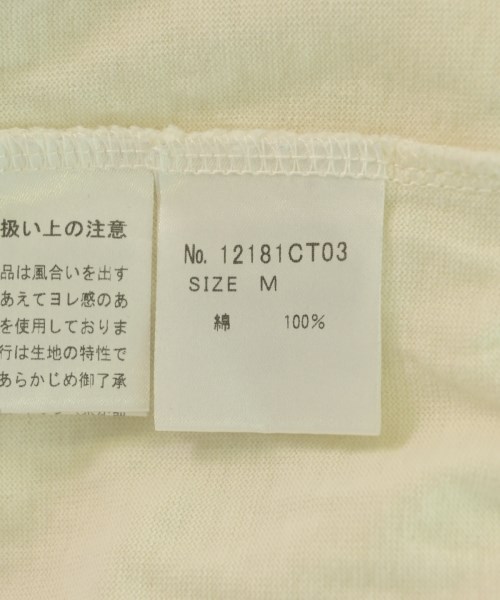 扱い上の注意
品は風合いを出す
あえてヨレ感のあ
を使用しておりま
行は生地の特性で
あらかじめ御了承
No. 12181CT03
SIZE M
綿 100%